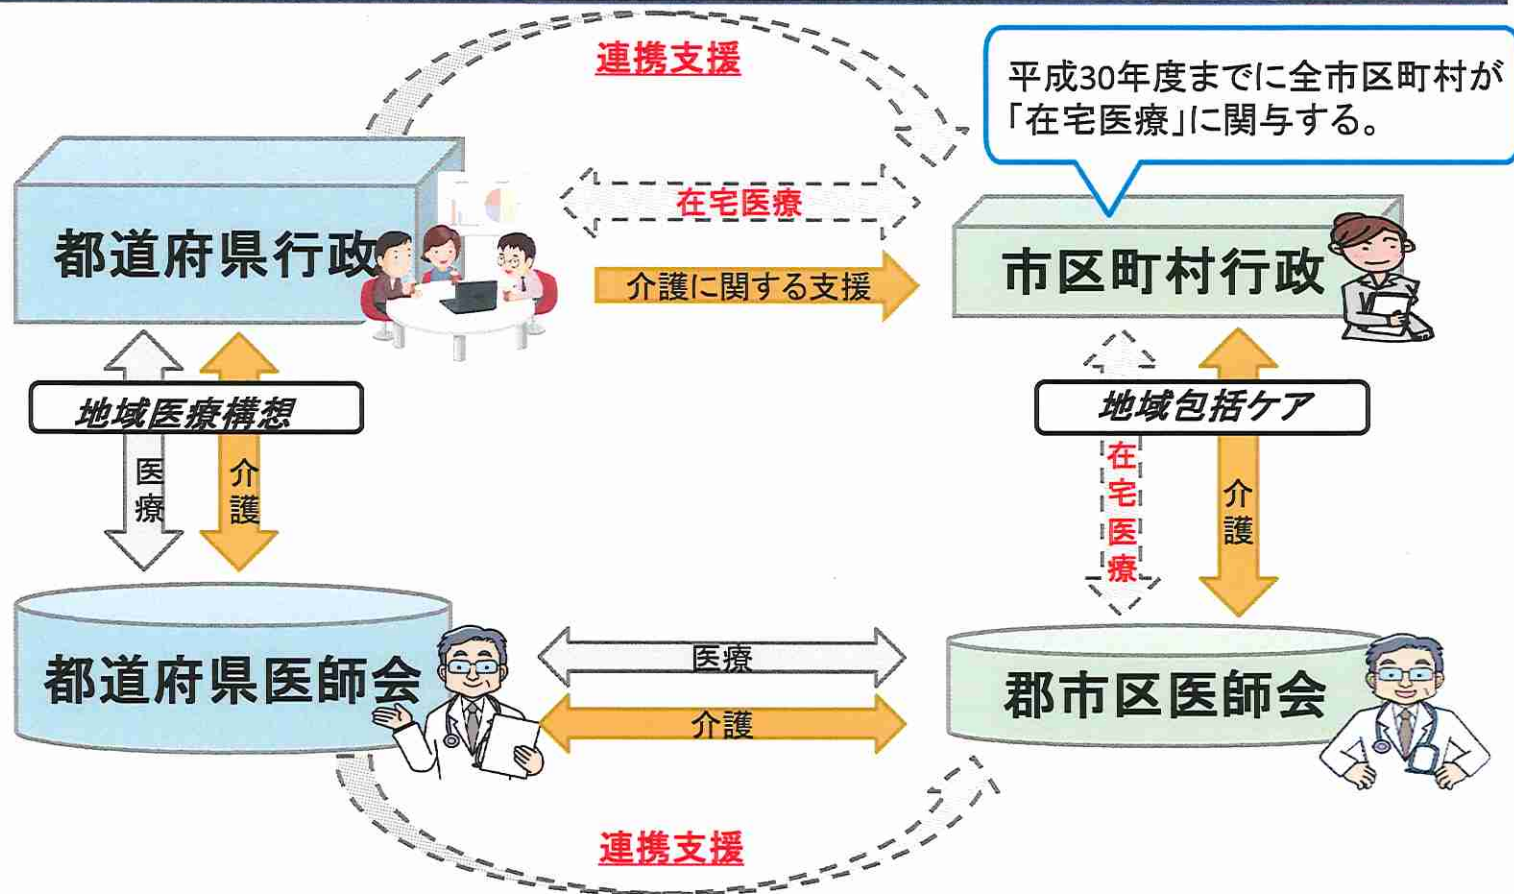 連携支援
平成30年度までに全市区町村が
「在宅医療」に関与する。
在宅医療
都道府県行政
介護に関する支援
市区町村行政
地域医療構想
地域包括ケア
医療
介護
在宅医療
介護
都道府県医師会
医療
介護
郡市区医師会
連携支援